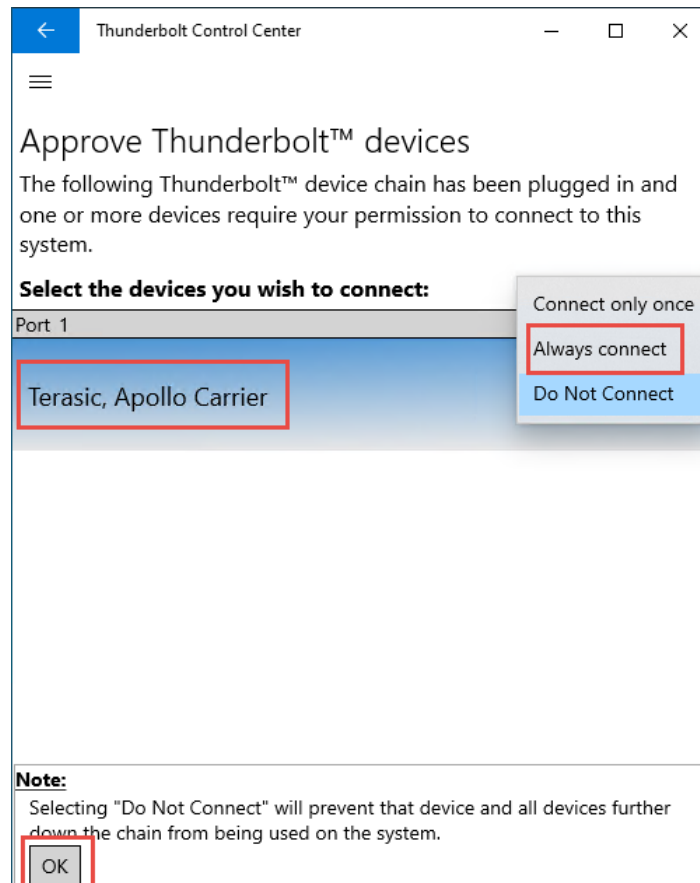 Thunderbolt Control Center
Approve Thunderbolt™ devices
The following Thunderbolt™ device chain has been plugged in and
one or more devices require your permission to connect to this
system.
Select the devices you wish to connect:
Port 1
Connect only once
Always connect
Do Not Connect
Terasic, Apollo Carrier
Note:
Selecting "Do Not Connect" will prevent that device and all devices further
down the chain from being used on the system.
OK